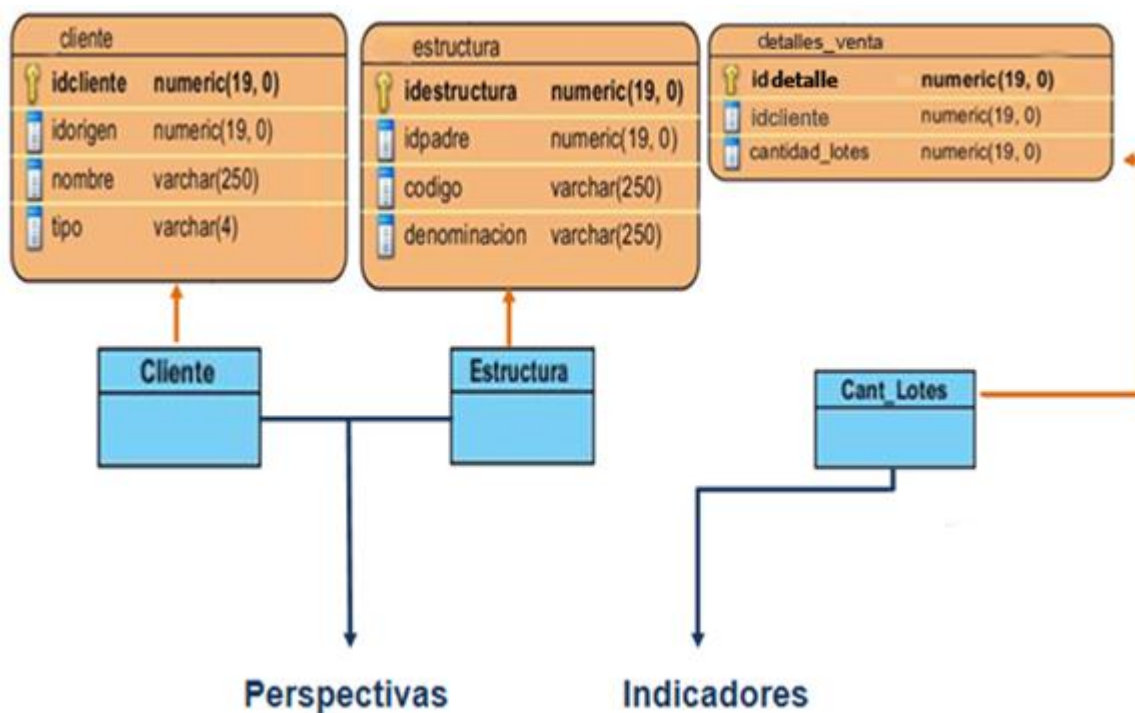 _cliente
idcliente numeric(19, 0)
idorigen numeric(19, 0)
nombre varchar(250)
tipo varchar(4)
estructura
idestructura numeric(19, 0)
idpadre numeric(19, 0)
codigo varchar(250)
denominacion varchar(250)
detalles_venta
iddetalle numeric(19, 0)
idcliente numeric(19, 0)
cantidad_lotes numeric(19, 0)
Cliente
Estructura
Cant_Lotes
Perspectivas
Indicadores